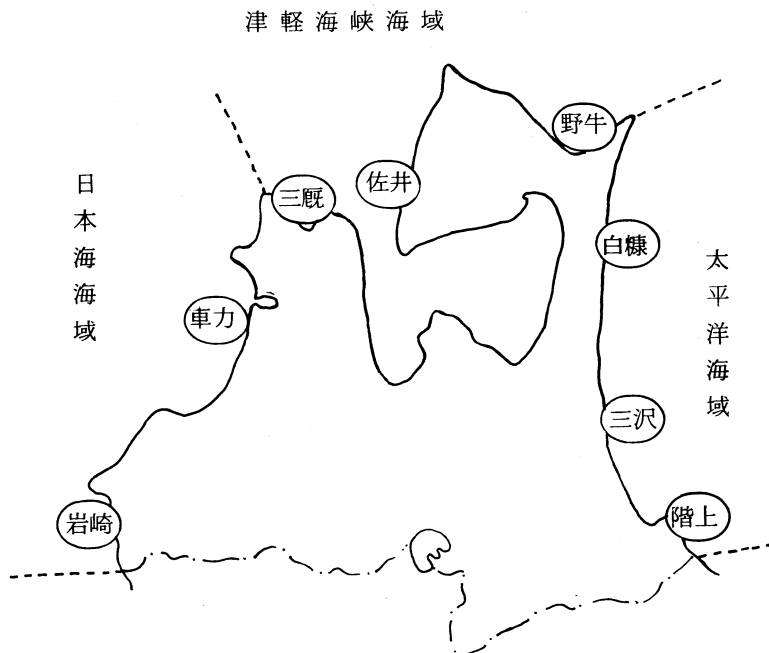 津軽海峡海域
野牛
佐井
三厩
日本海海域
白糠
太平洋海域
車力
三沢
岩崎
階上